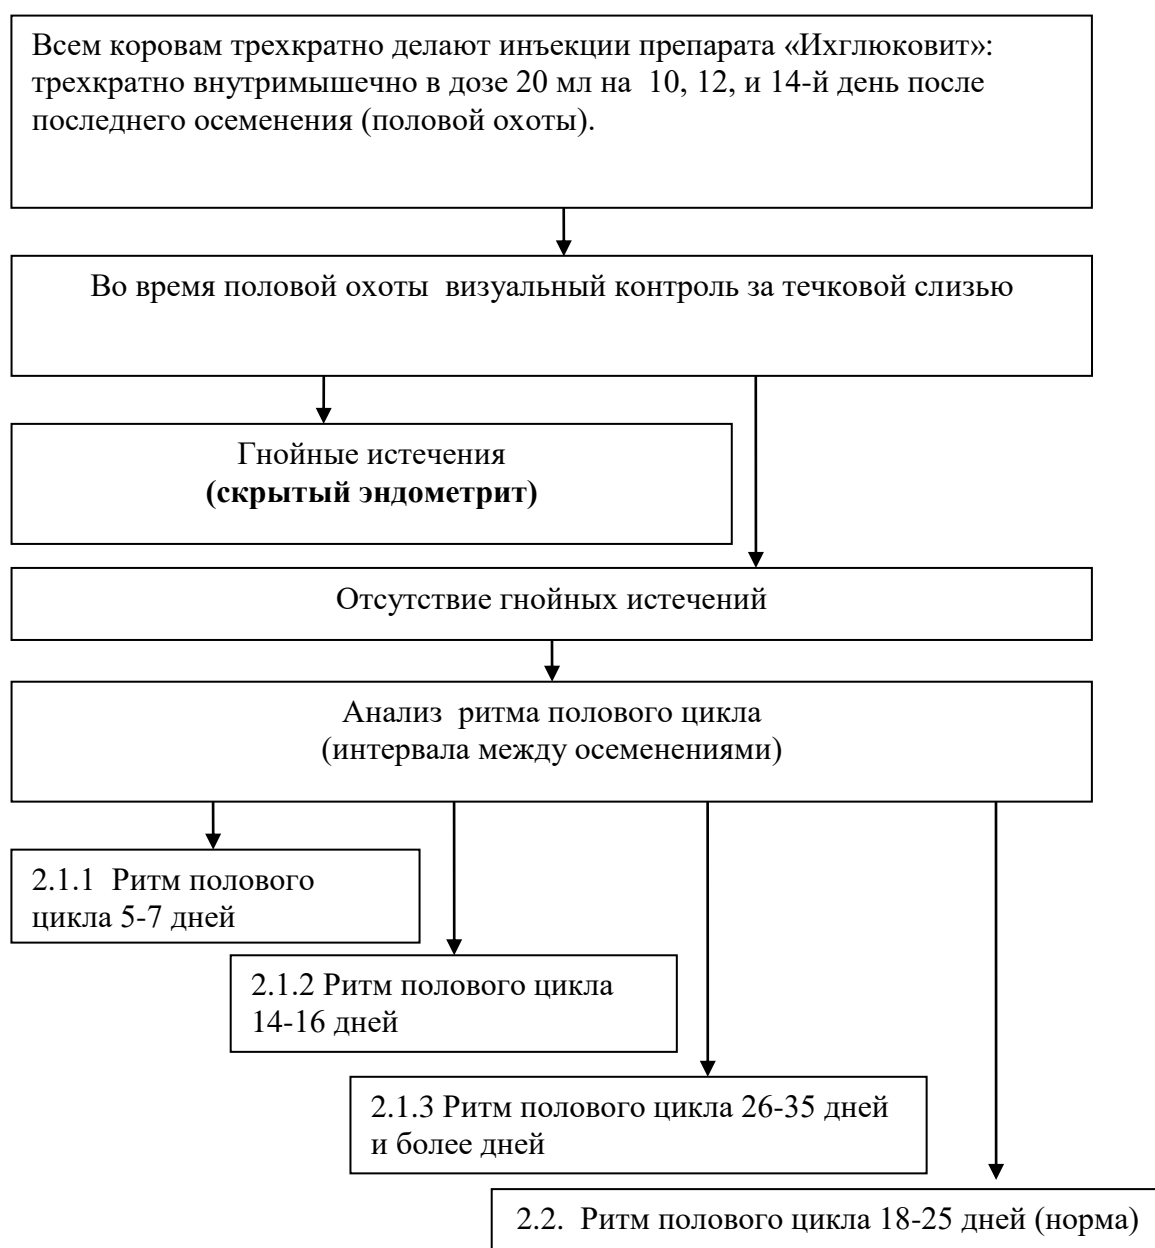 Всем коровам трехкратно делают инъекции препарата «Ихглюковит»:
трехкратно внутримышечно в дозе 20 мл на 10, 12, и 14-й день после
последнего осеменения (половой охоты).
Во время половой охоты визуальный контроль за течковой слизью
Гнойные истечения
(скрытый эндометрит)
Отсутствие гнойных истечений
Анализ ритма полового цикла
(интервала между осеменениями)
2.1.1 Ритм полового
цикла 5-7 дней
2.1.2 Ритм полового цикла
14-16 дней
2.1.3 Ритм полового цикла 26-35 дней
и более дней
2.2. Ритм полового цикла 18-25 дней (норма)